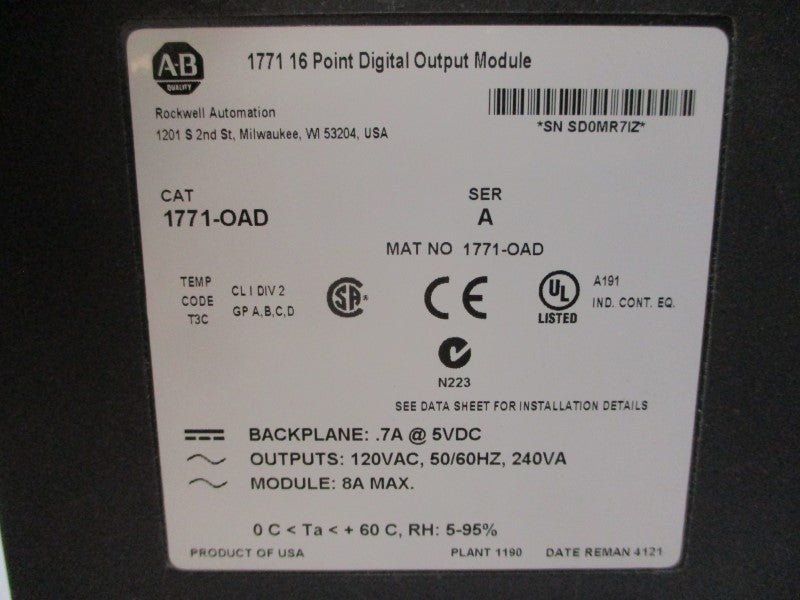 A-B
QUALITY
1771 16 Point Digital Output Module
Rockwell Automation
1201 S 2nd St, Milwaukee, WI 53204, USA
*SN SD0MR7IZ*
CAT
1771-OAD
SER
A
MAT NO 1771-OAD
TEMP
CODE
T3C
CL I DIV 2
GP A,B,C,D
SA
CE
UL
LISTED
A191
IND. CONT. EQ.
N223
SEE DATA SHEET FOR INSTALLATION DETAILS
BACKPLANE: .7A @ 5VDC
OUTPUTS: 120VAC, 50/60HZ, 240VA
MODULE: 8A MAX.
0 C < Ta < + 60 C, RH: 5-95%
PRODUCT OF USA PLANT 1190 DATE REMAN 4121